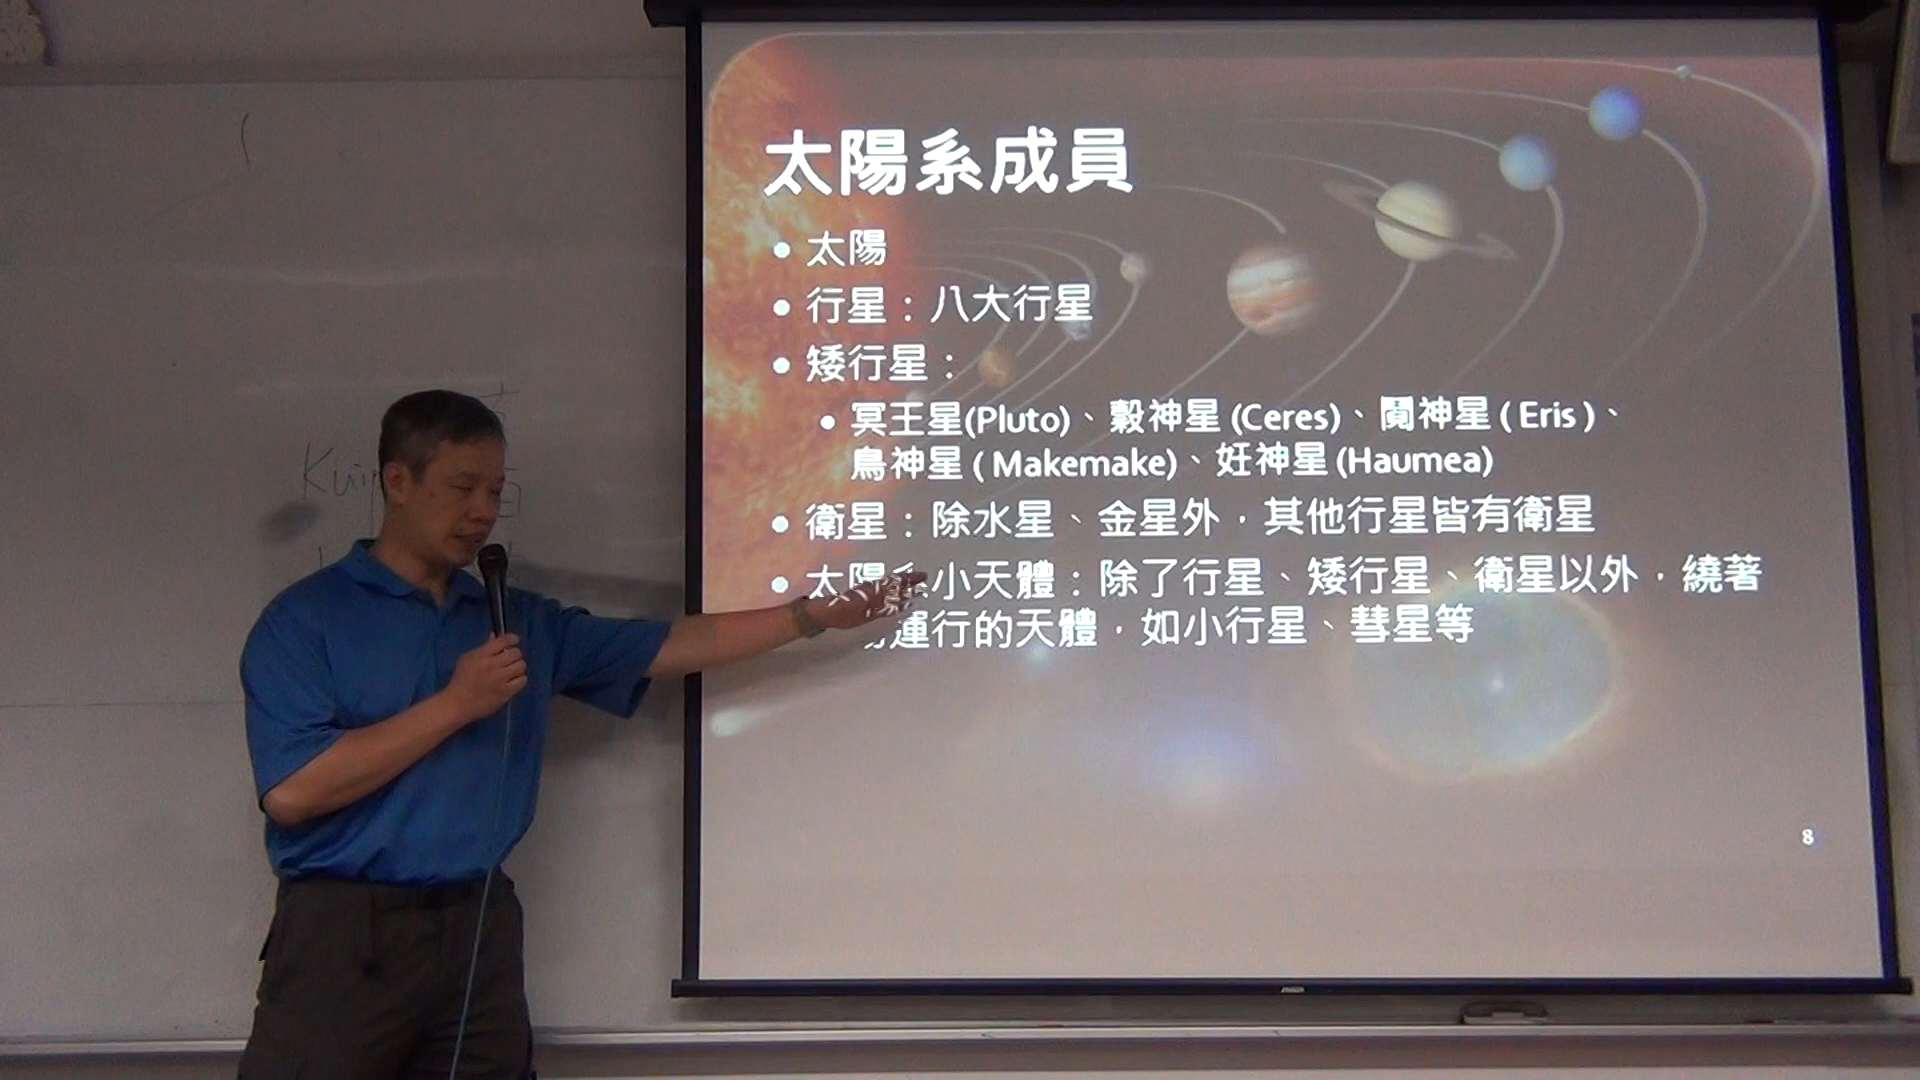 太陽系成員
• 太陽
• 行星：八大行星
• 矮行星：
• 冥王星(Pluto)、穀神星 (Ceres)、鬩神星 ( Eris )、
鳥神星 ( Makemake)、妊神星 (Haumea)
• 衛星：除水星、金星外，其他行星皆有衛星
• 太陽系小天體：除了行星、矮行星、衛星以外，繞著
運行的天體，如小行星、彗星等
8